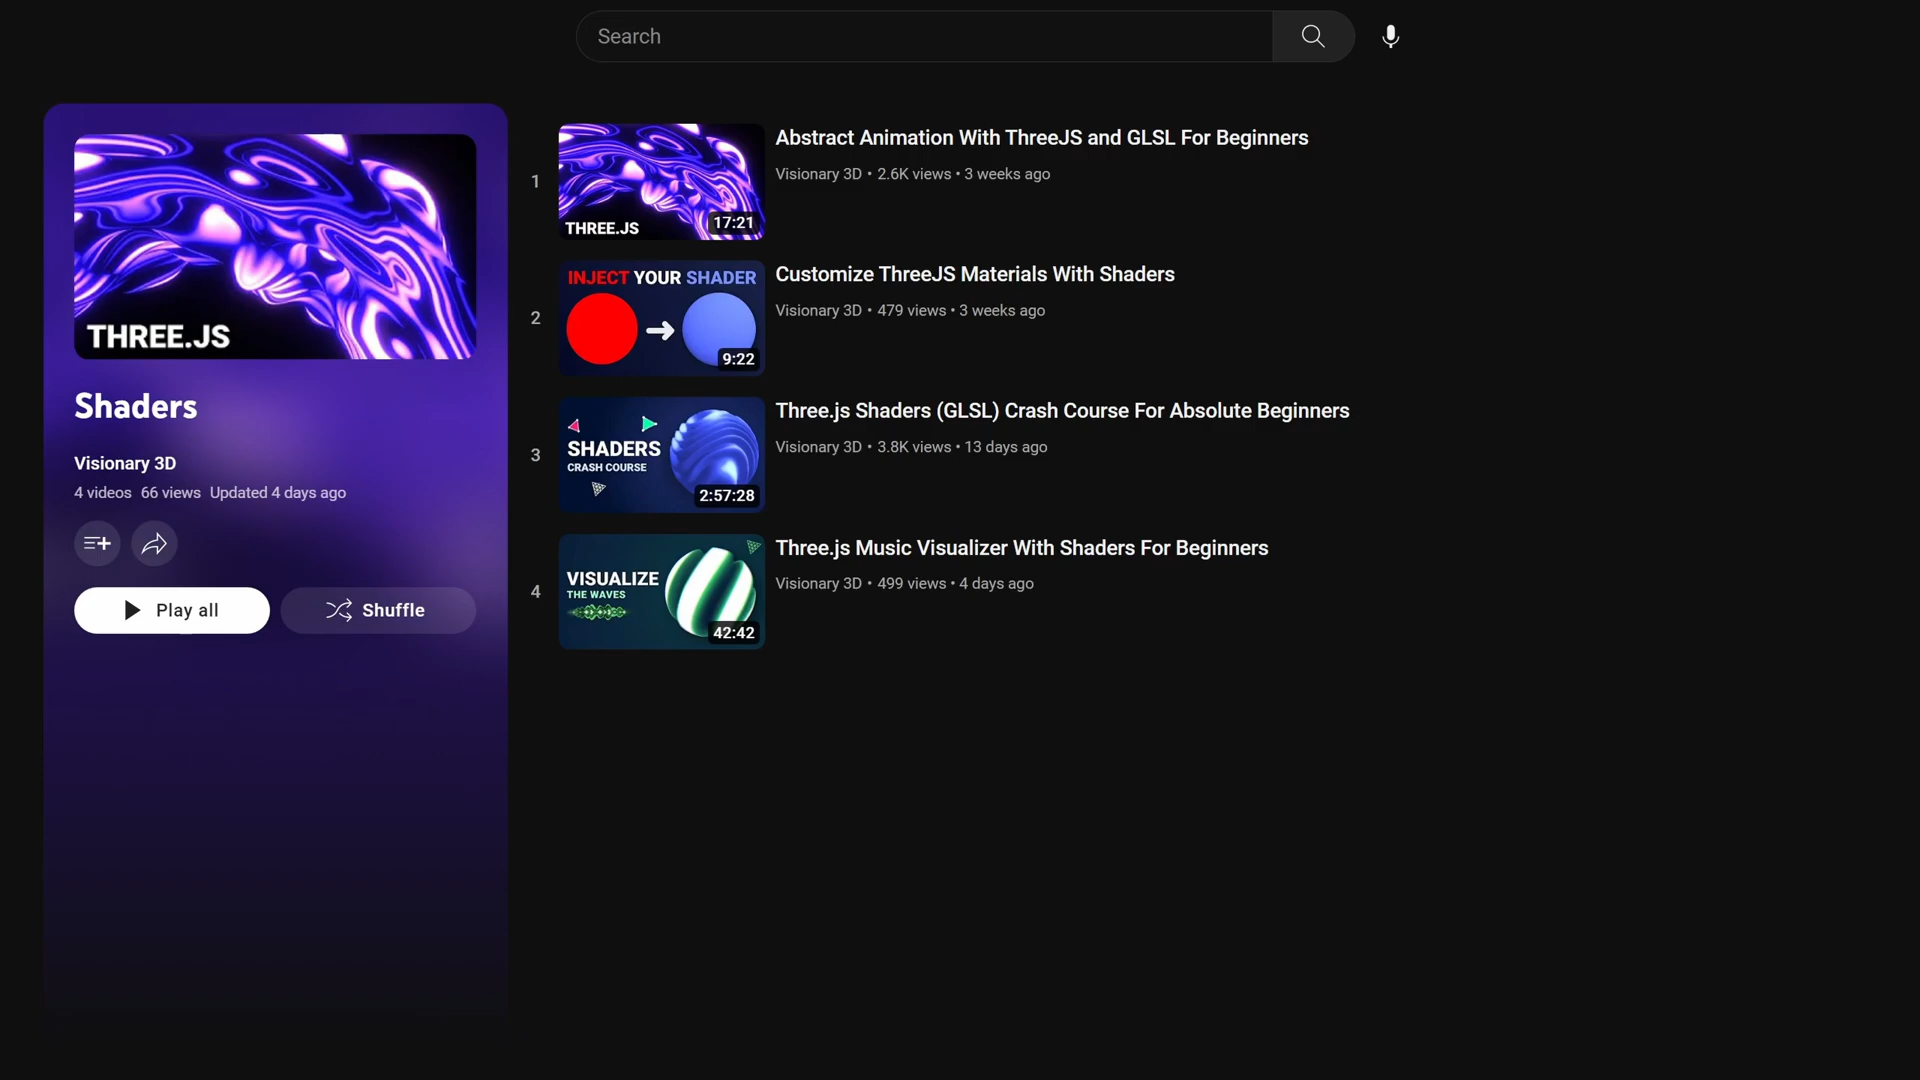 Search
THREE.JS
Shaders
Visionary 3D
4 videos 66 views Updated 4 days ago
Play all
Shuffle
1
THREE.JS
17:21
Abstract Animation With ThreeJS and GLSL For Beginners
Visionary 3D • 2.6K views • 3 weeks ago
2
INJECT YOUR SHADER
9:22
Customize ThreeJS Materials With Shaders
Visionary 3D • 479 views • 3 weeks ago
3
SHADERS
CRASH COURSE
2:57:28
Three.js Shaders (GLSL) Crash Course For Absolute Beginners
Visionary 3D • 3.8K views • 13 days ago
4
VISUALIZE
THE WAVES
42:42
Three.js Music Visualizer With Shaders For Beginners
Visionary 3D • 499 views • 4 days ago